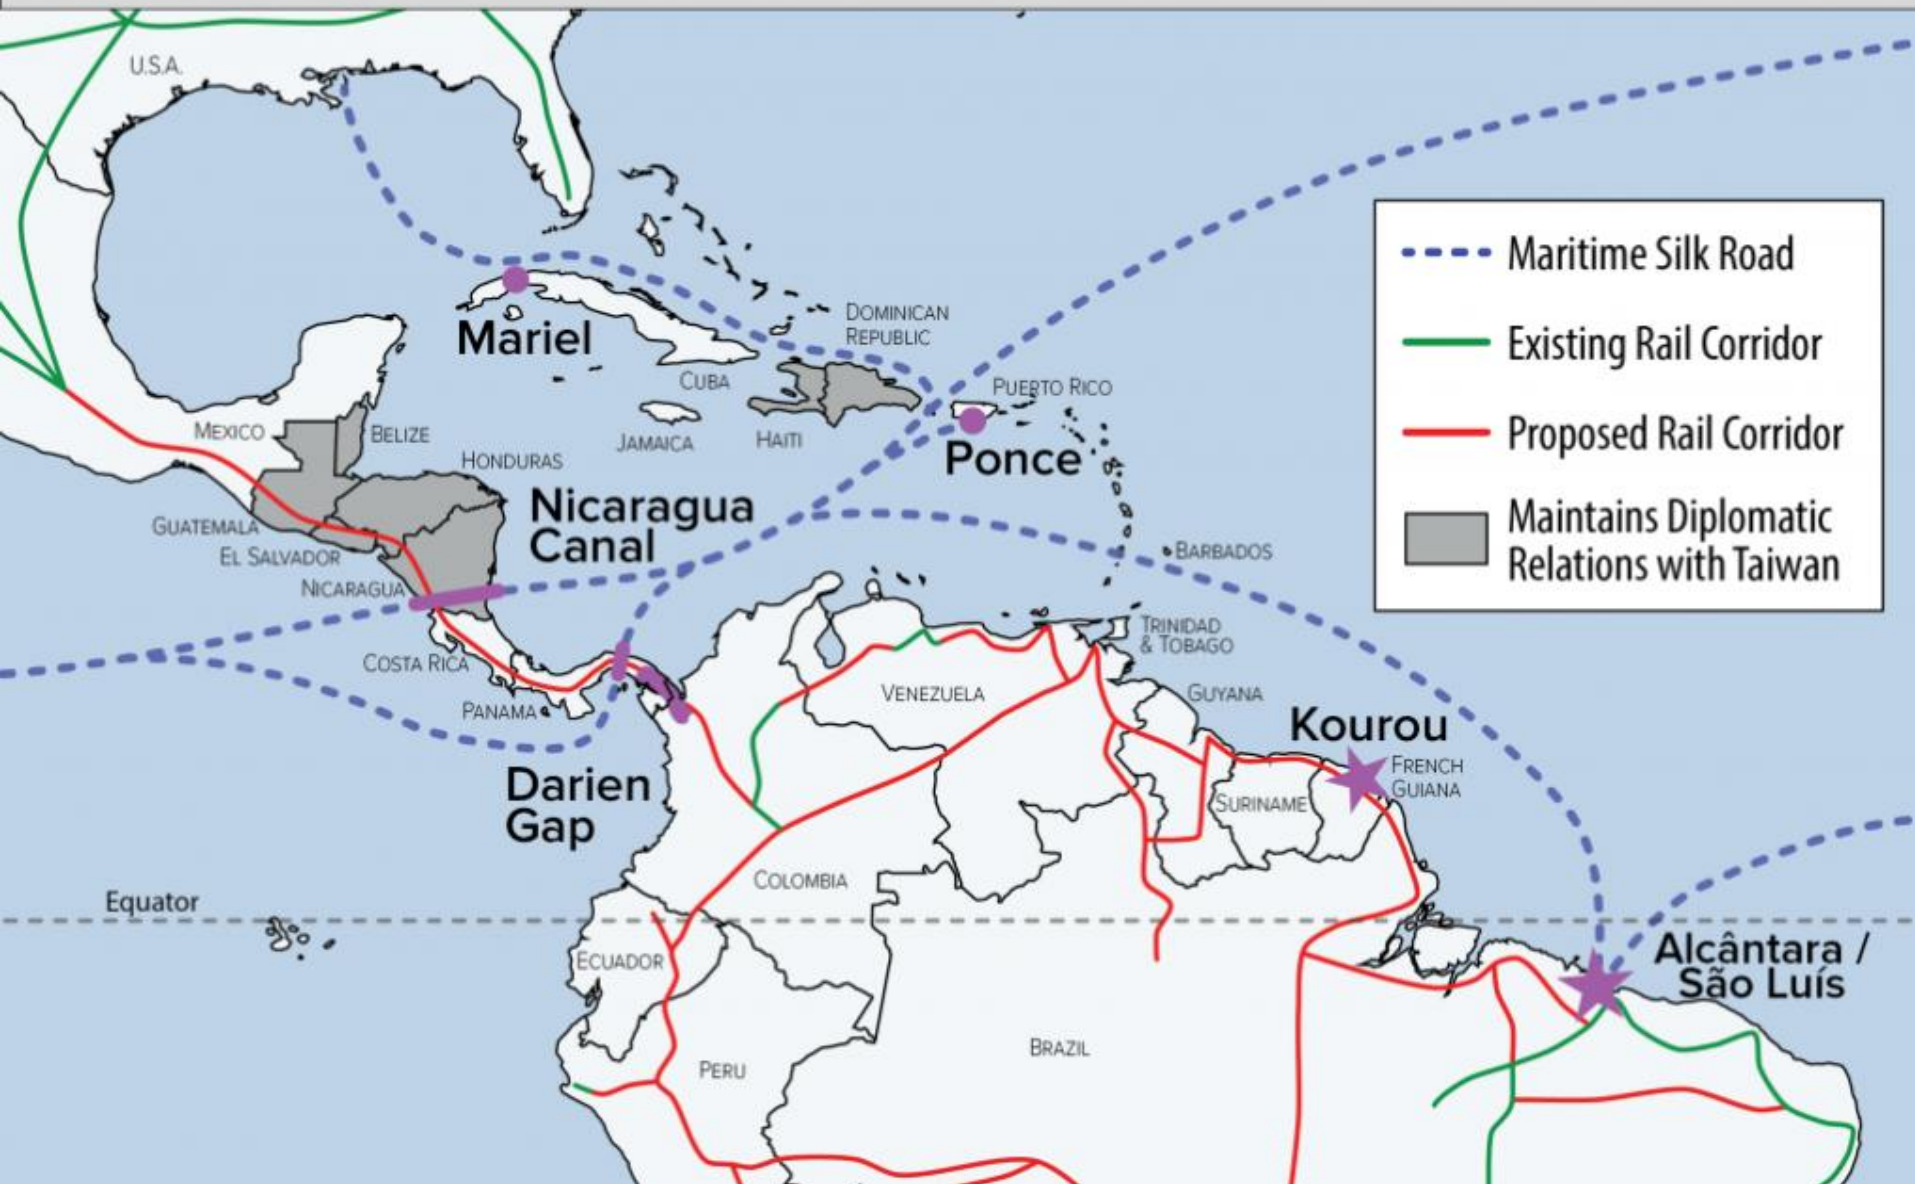 U.S.A.
Maritime Silk Road
Existing Rail Corridor
Proposed Rail Corridor
Maintains Diplomatic
Relations with Taiwan
Mariel
CUBA
DOMINICAN
REPUBLIC
PUERTO RICO
Ponce
JAMAICA
HAITI
MEXICO
BELIZE
HONDURAS
Nicaragua
Canal
GUATEMALA
EL SALVADOR
NICARAGUA
BARBADOS
TRINIDAD
& TOBAGO
COSTA RICA
PANAMA
VENEZUELA
GUYANA
Kourou
FRENCH
GUIANA
SURINAME
Darien
Gap
COLOMBIA
Equator
ECUADOR
Alcântara /
São Luís
PERU
BRAZIL